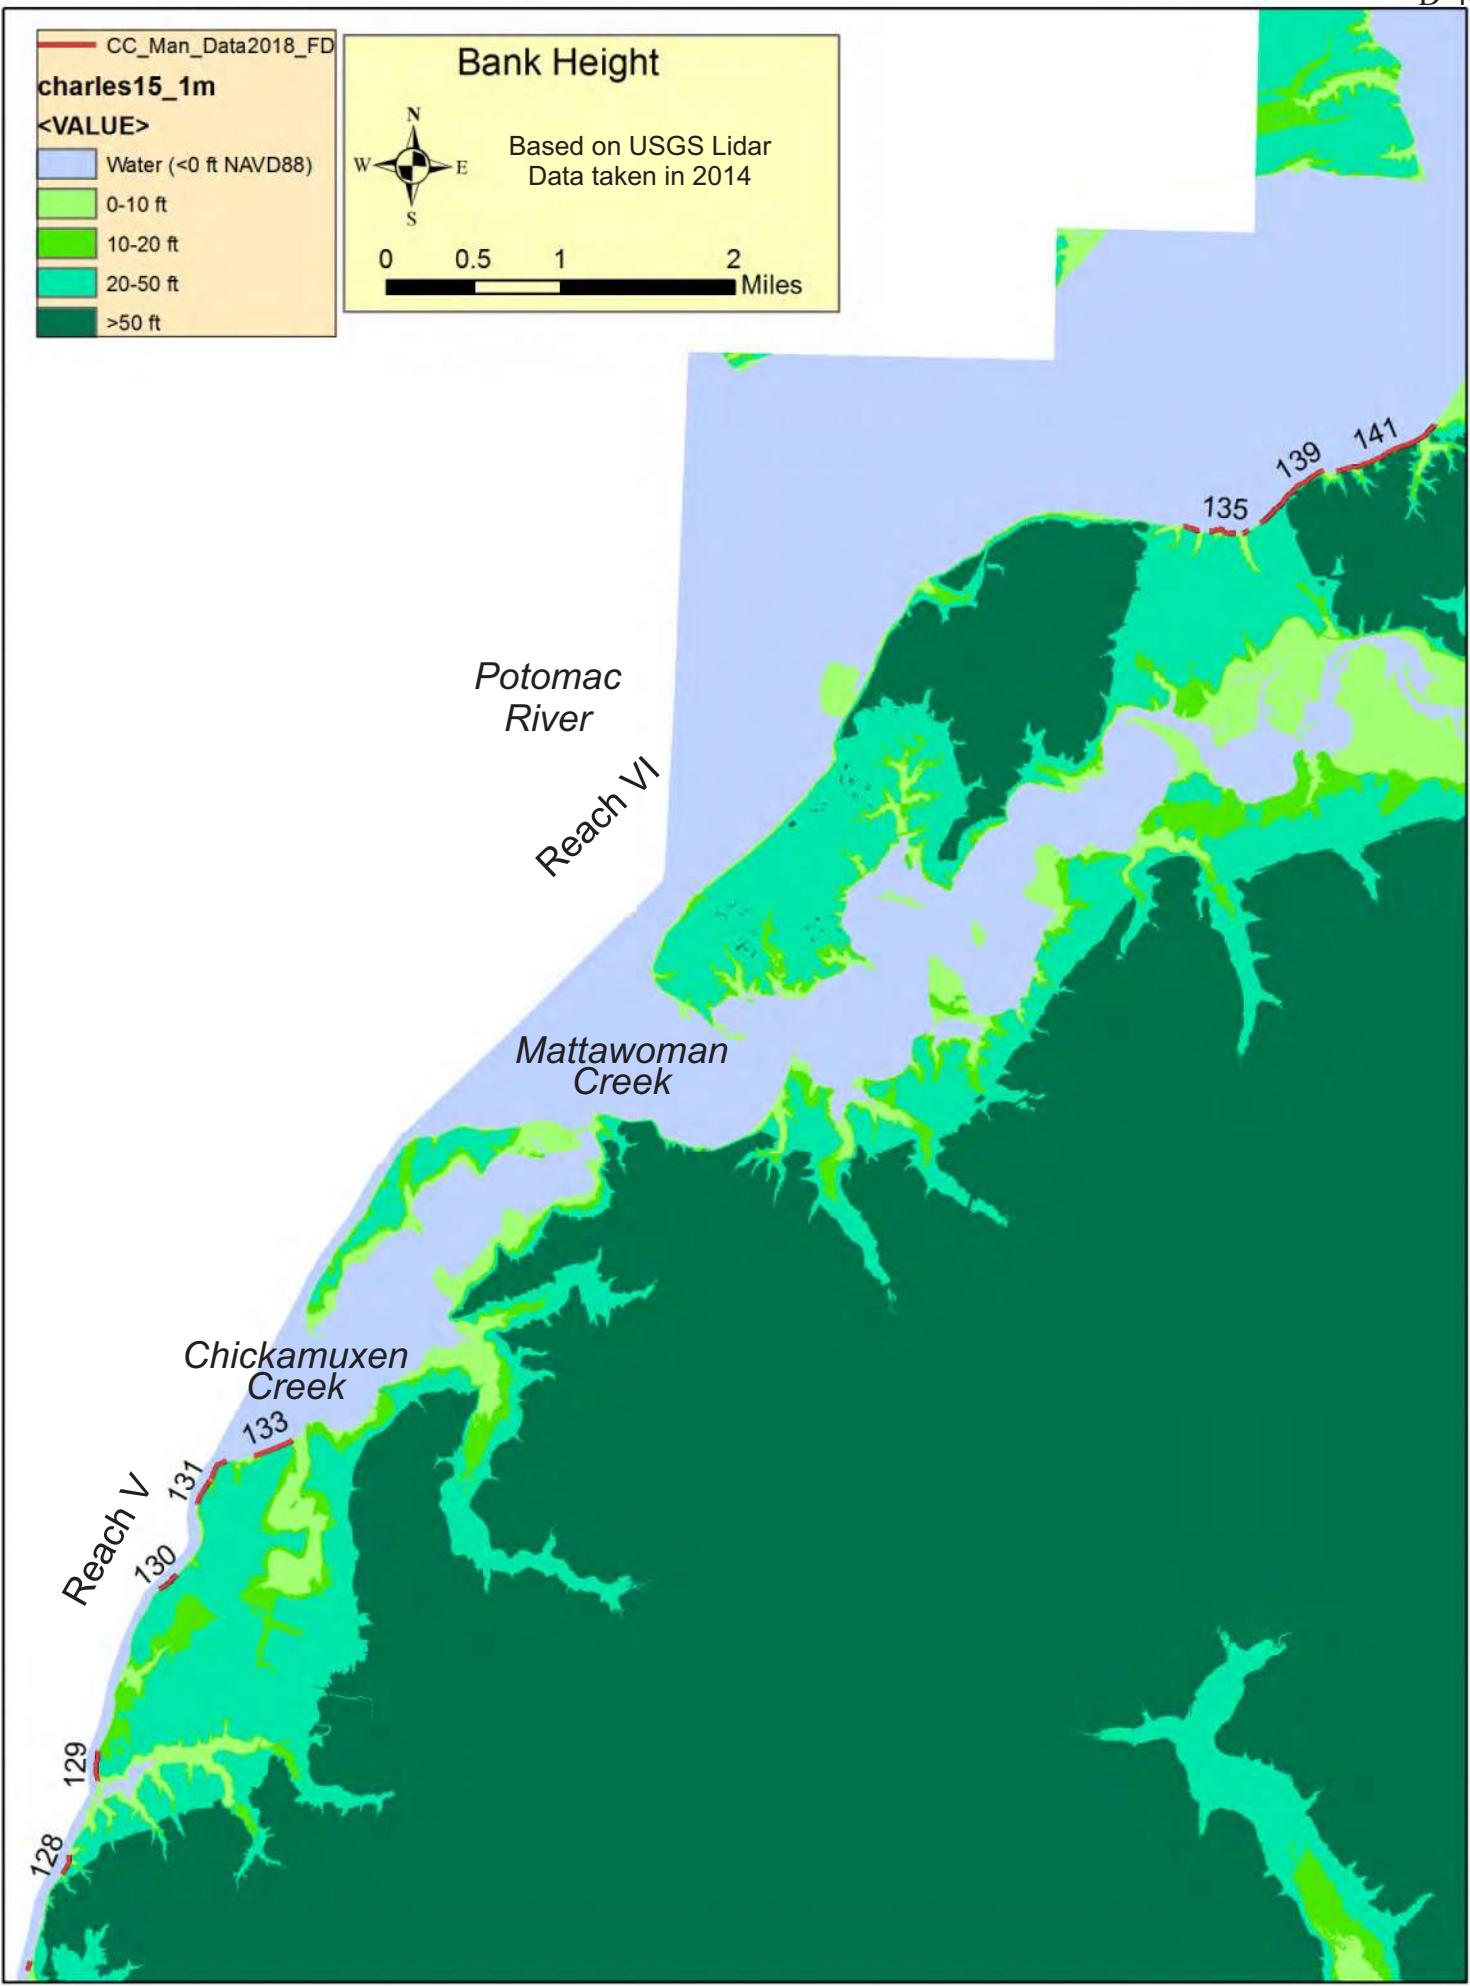 CC_Man_Data2018_FD
charles15_1m
<VALUE>
Water (<0 ft NAVD88)
0-10 ft
10-20 ft
20-50 ft
>50 ft
Bank Height
N
W E
S
Based on USGS Lidar
Data taken in 2014
0 0.5 1 2
Miles
141
139
135
Potomac
River
Reach VI
Mattawoman
Creek
Chickamuxen
Creek
133
131
Reach V
130
129
128